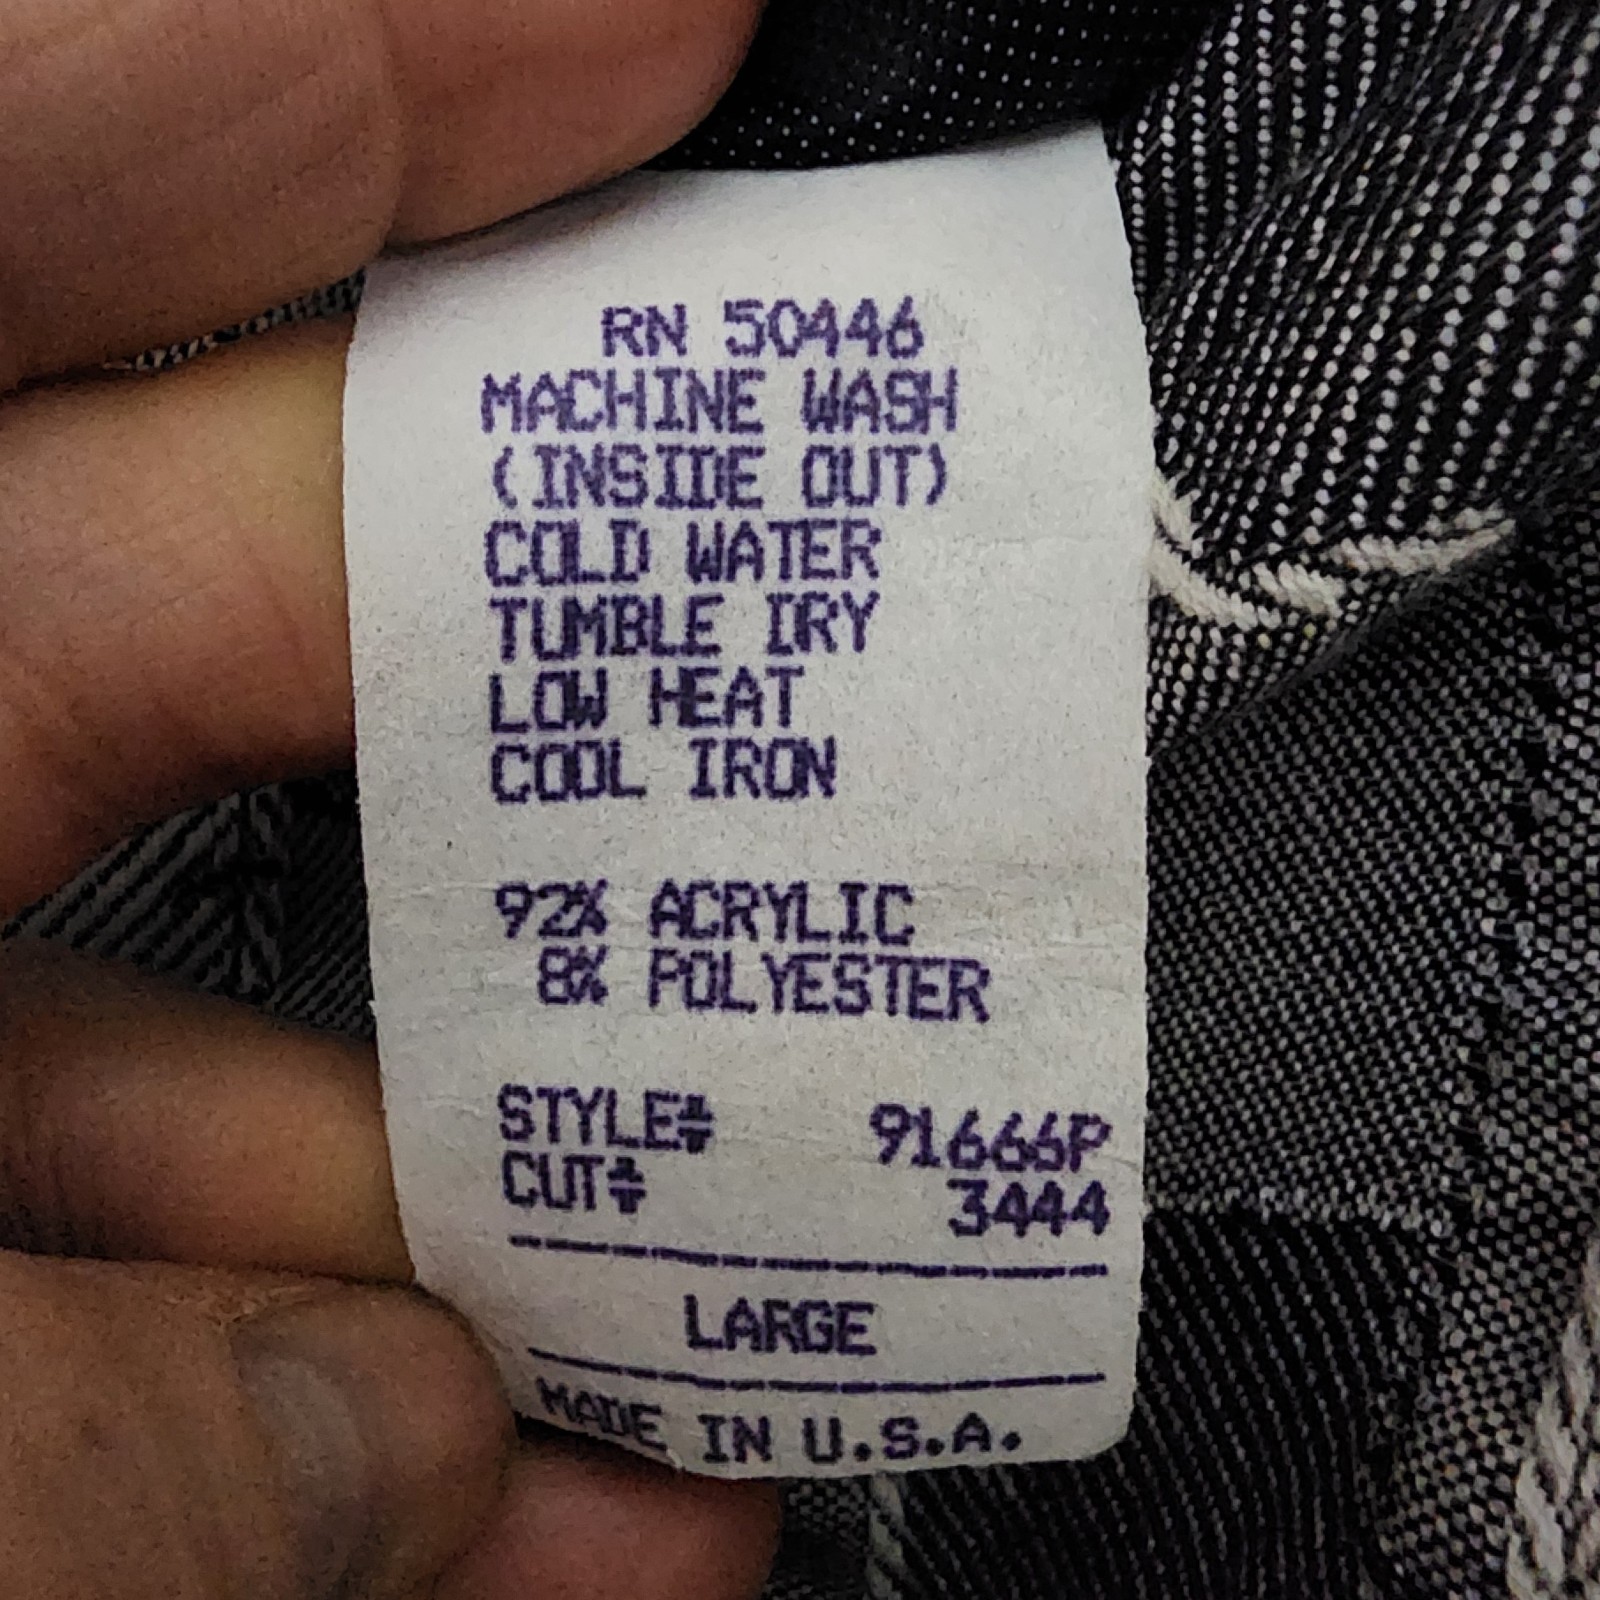 RN 50446
MACHINE WASH
(INSIDE OUT)
COLD WATER
TUMBLE DRY
LOW HEAT
COOL IRON
92% ACRYLIC
8% POLYESTER
STYLE# 91666P
CUT# 3444
LARGE
MADE IN U.S.A.